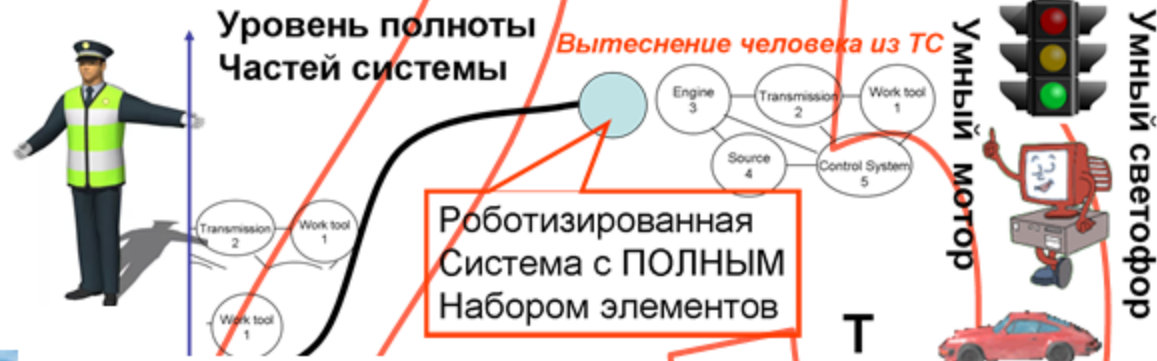 Уровень полноты
Частей системы
Вытеснение человека из ТС
Engine
3
Transmission
2
Work tool
1
Source
4
Control System
5
Умный мотор
Умный светофор
Transmission
2
Work tool
1
Work tool
1
Роботизированная
Система с ПОЛНЫМ
Набором элементов
Т